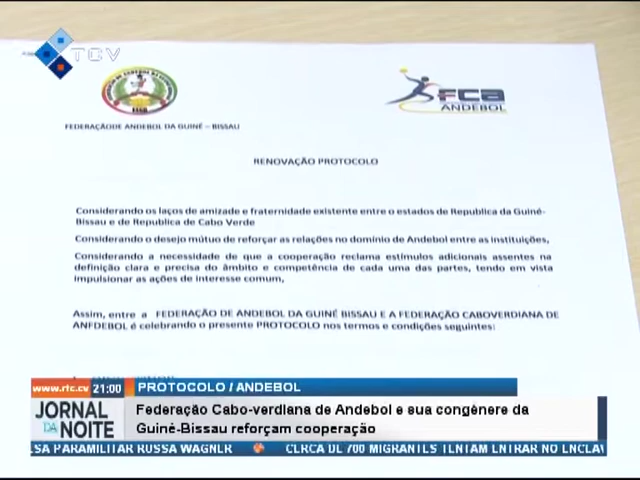 TCV
FCA
ANDEBOL
FEDERAÇÃODE ANDEBOL DA GUINÉ – BISSAU
RENOVAÇÃO PROTOCOLO
Considerando os laços de amizade e fraternidade existente entre o estados de Republica da Guiné-
Bissau e de Republica de Cabo Verde
Considerando o desejo mútuo de reforçar as relações no domínio de Andebol entre as instituições,
Considerando a necessidade de que a cooperação reclama estímulos adicionais assentes na
definição clara e precisa do âmbito e competência de cada uma das partes, tendo em vista
impulsionar as ações de interesse comum,
Assim, entre a FEDERAÇÃO DE ANDEBOL DA GUINÉ BISSAU E A FEDERAÇÃO CABOVERDIANA DE
ANFDEBOL é celebrando o presente PROTOCOLO nos termos e condições seguintes:
www.rtc.cv 21:00 PROTOCOLO / ANDEBOL
JORNAL
DA NOITE
Federação Cabo-verdiana de Andebol e sua congénere da
Guiné-Bissau reforçam cooperação
LSA PARAMILITAR RUSSA WAGNER CERCA DE 700 MIGRANTES TENTAM ENTRAR NO ENCLAV